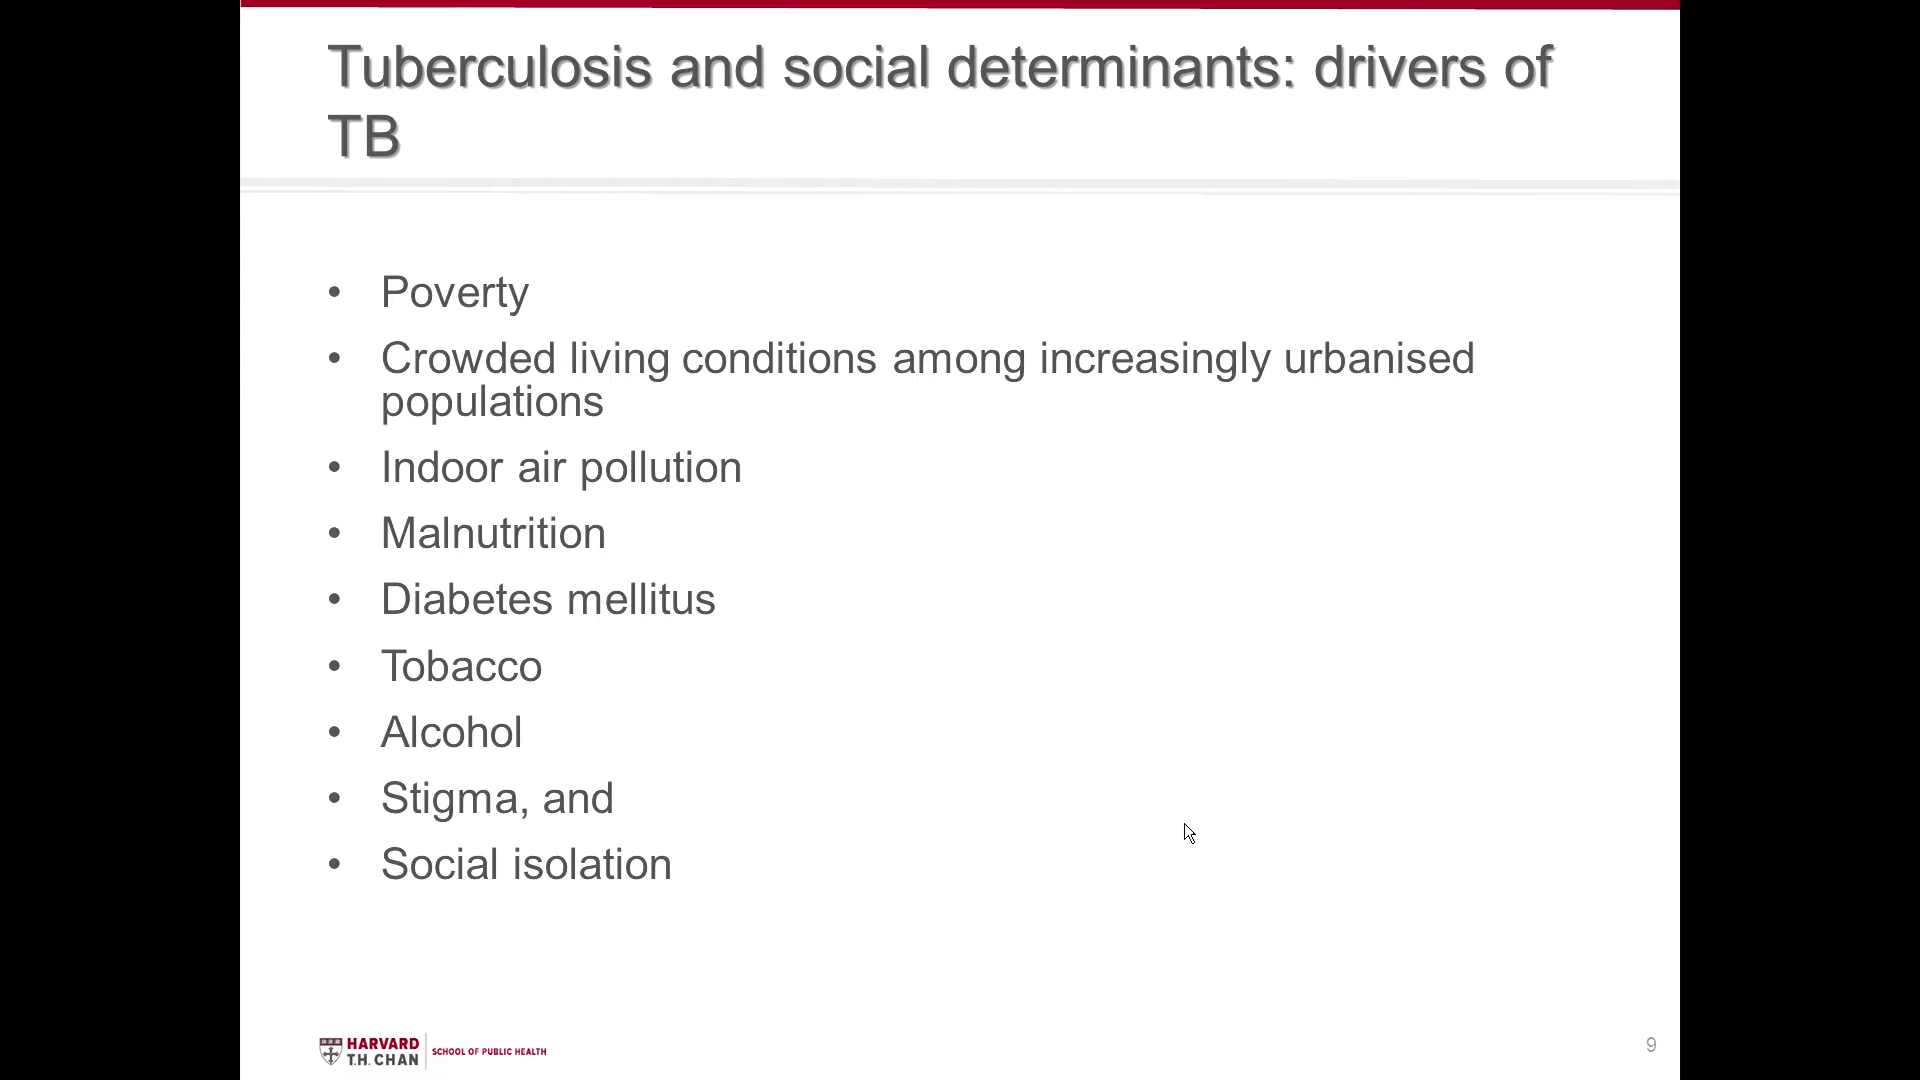 Tuberculosis and social determinants: drivers of
TB
• Poverty
• Crowded living conditions among increasingly urbanised
populations
• Indoor air pollution
• Malnutrition
• Diabetes mellitus
• Tobacco
• Alcohol
• Stigma, and
• Social isolation
HARVARD
T.H. CHAN
SCHOOL OF PUBLIC HEALTH
9